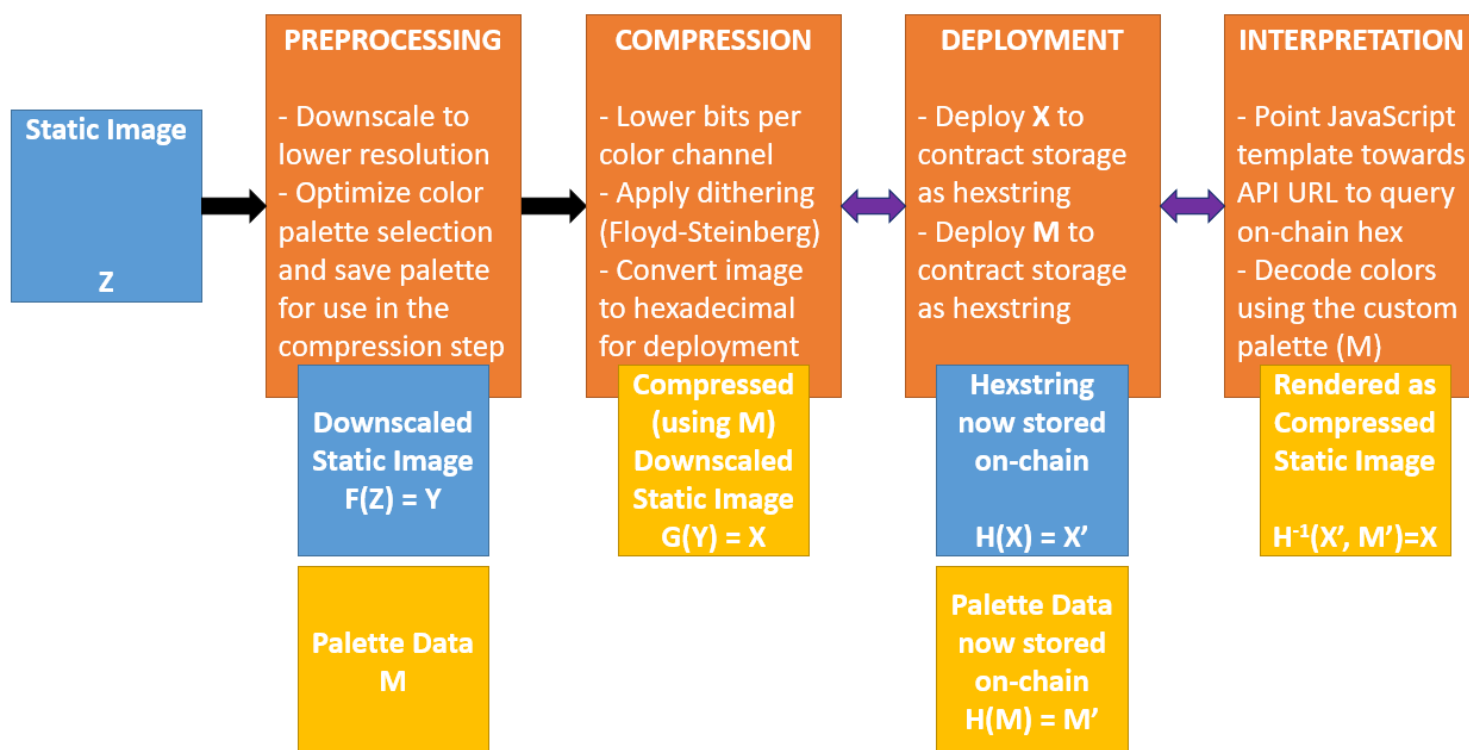 Static Image
Z
PREPROCESSING
- Downscale to
lower resolution
- Optimize color
palette selection
and save palette
for use in the
compression step
Downscaled
Static Image
F(Z) = Y
Palette Data
M
COMPRESSION
- Lower bits per
color channel
- Apply dithering
(Floyd-Steinberg)
- Convert image
to hexadecimal
for deployment
Compressed
(using M)
Downscaled
Static Image
G(Y) = X
DEPLOYMENT
- Deploy X to
contract storage
as hexstring
- Deploy M to
contract storage
as hexstring
Hexstring
now stored
on-chain
H(X) = X’
Palette Data
now stored
on-chain
H(M) = M’
INTERPRETATION
- Point JavaScript
template towards
API URL to query
on-chain hex
- Decode colors
using the custom
palette (M)
Rendered as
Compressed
Static Image
H⁻¹(X’, M’)=X